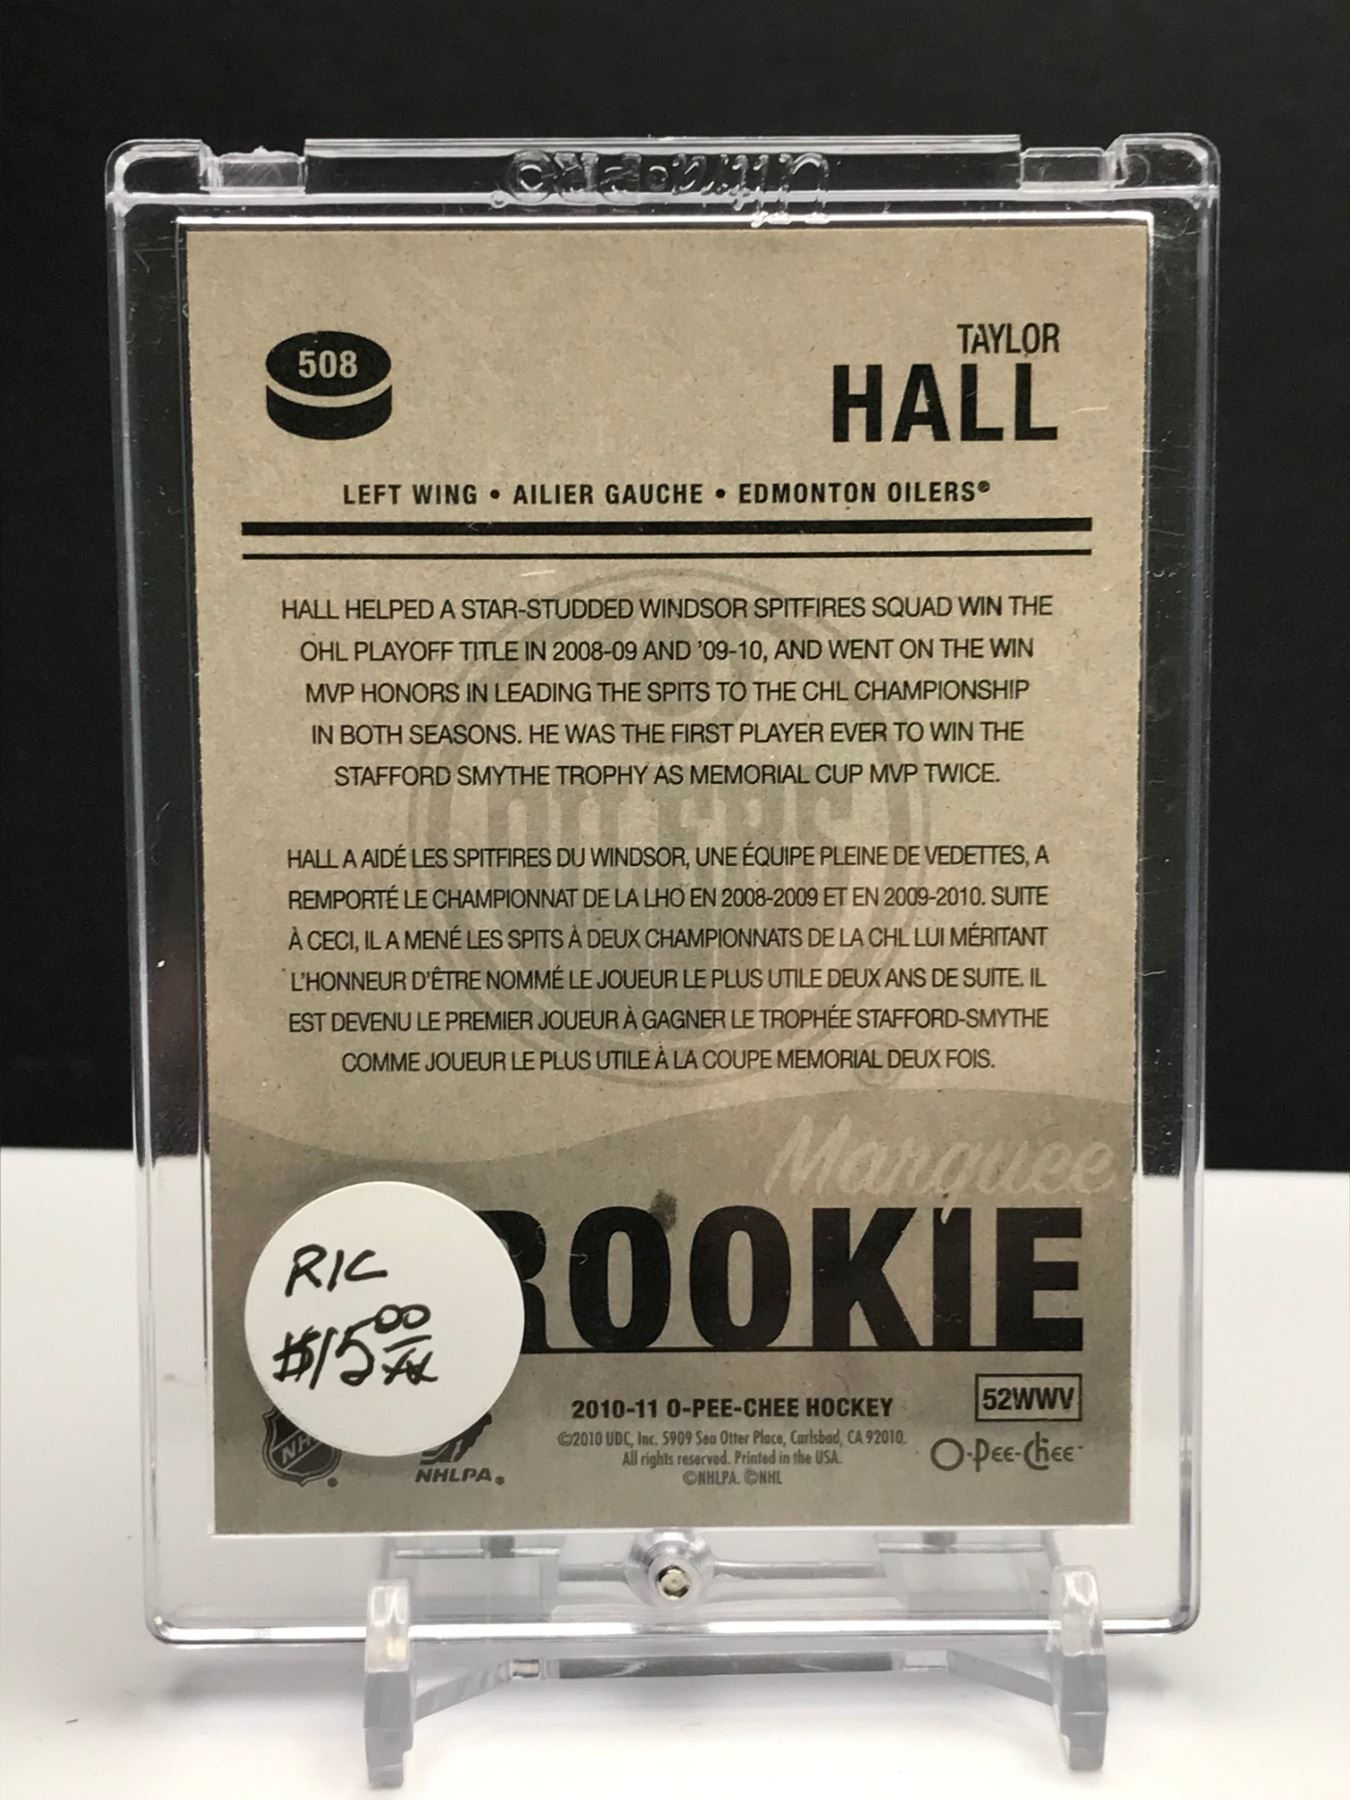 ULTRA-PRO
508
TAYLOR
HALL
LEFT WING • AILIER GAUCHE • EDMONTON OILERS®
HALL HELPED A STAR-STUDDED WINDSOR SPITFIRES SQUAD WIN THE
OHL PLAYOFF TITLE IN 2008-09 AND '09-10, AND WENT ON THE WIN
MVP HONORS IN LEADING THE SPITS TO THE CHL CHAMPIONSHIP
IN BOTH SEASONS. HE WAS THE FIRST PLAYER EVER TO WIN THE
STAFFORD SMYTHE TROPHY AS MEMORIAL CUP MVP TWICE.
OILERS
HALL A AIDÉ LES SPITFIRES DU WINDSOR, UNE ÉQUIPE PLEINE DE VEDETTES, A
REMPORTÉ LE CHAMPIONNAT DE LA LHO EN 2008-2009 ET EN 2009-2010. SUITE
À CECI, IL A MENÉ LES SPITS À DEUX CHAMPIONNATS DE LA CHL LUI MÉRITANT
L'HONNEUR D'ÊTRE NOMMÉ LE JOUEUR LE PLUS UTILE DEUX ANS DE SUITE. IL
EST DEVENU LE PREMIER JOUEUR À GAGNER LE TROPHÉE STAFFORD-SMYTHE
COMME JOUEUR LE PLUS UTILE À LA COUPE MEMORIAL DEUX FOIS.
Marquee
ROOKIE
R/C
$15.00
2010-11 O-PEE-CHEE HOCKEY
52WWV
©2010 UDC, Inc. 5909 Sea Otter Place, Carlsbad, CA 92010.
All rights reserved. Printed in the USA.
©NHLPA. ©NHL
O-Pee-Chee™
NHL
NHLPA®